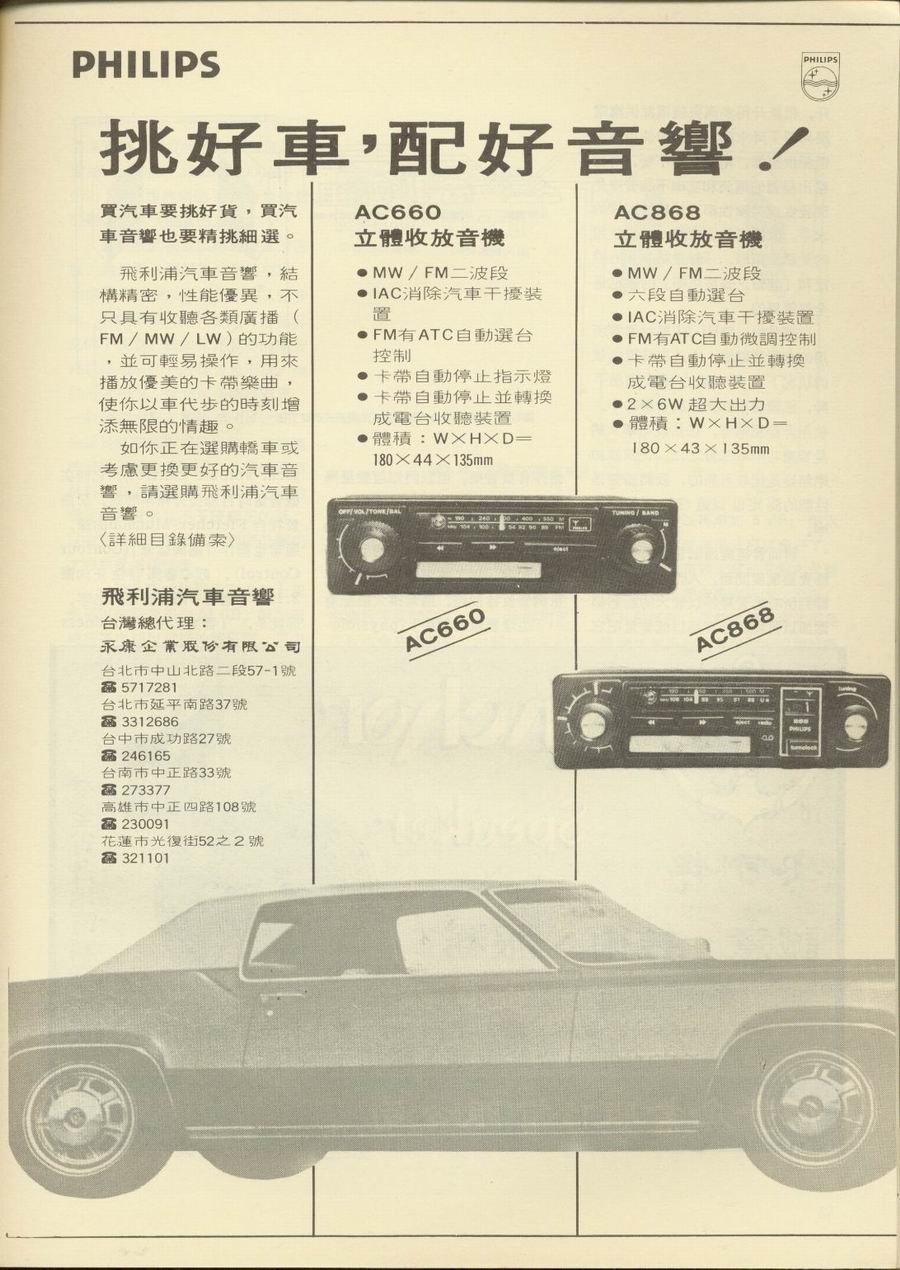 PHILIPS
PHILIPS
挑好車，配好音響！
買汽車要挑好貨，買汽
車音響也要精挑細選。
飛利浦汽車音響，結
構精密，性能優異，不
只具有收聽各類廣播（
FM / MW / LW）的功能
，並可輕易操作，用來
播放優美的卡帶樂曲，
使你以車代步的時刻增
添無限的情趣。
如你正在選購轎車或
考慮更換更好的汽車音
響，請選購飛利浦汽車
音響。
〈詳細目錄備索〉
飛利浦汽車音響
台灣總代理：
永康企業股份有限公司
台北市中山北路二段57-1號
☎ 5717281
台北市延平南路37號
☎ 3312686
台中市成功路27號
☎ 246165
台南市中正路33號
☎ 273377
高雄市中正四路108號
☎ 230091
花蓮市光復街52之2號
☎ 321101
AC660
立體收放音機
●MW / FM二波段
●IAC消除汽車干擾裝
置
●FM有ATC自動選台
控制
●卡帶自動停止指示燈
●卡帶自動停止並轉換
成電台收聽裝置
●體積：W×H×D＝
180×44×135mm
AC868
立體收放音機
●MW / FM二波段
●六段自動選台
●IAC消除汽車干擾裝置
●FM有ATC自動微調控制
●卡帶自動停止並轉換
成電台收聽裝置
●2×6W 超大出力
●體積：W×H×D＝
180×43×135mm
OFF/VOL/TONE/BAL
TUNING / BAND
eject
AC660
AC868
tuning
eject
radio
PHILIPS
turnolock